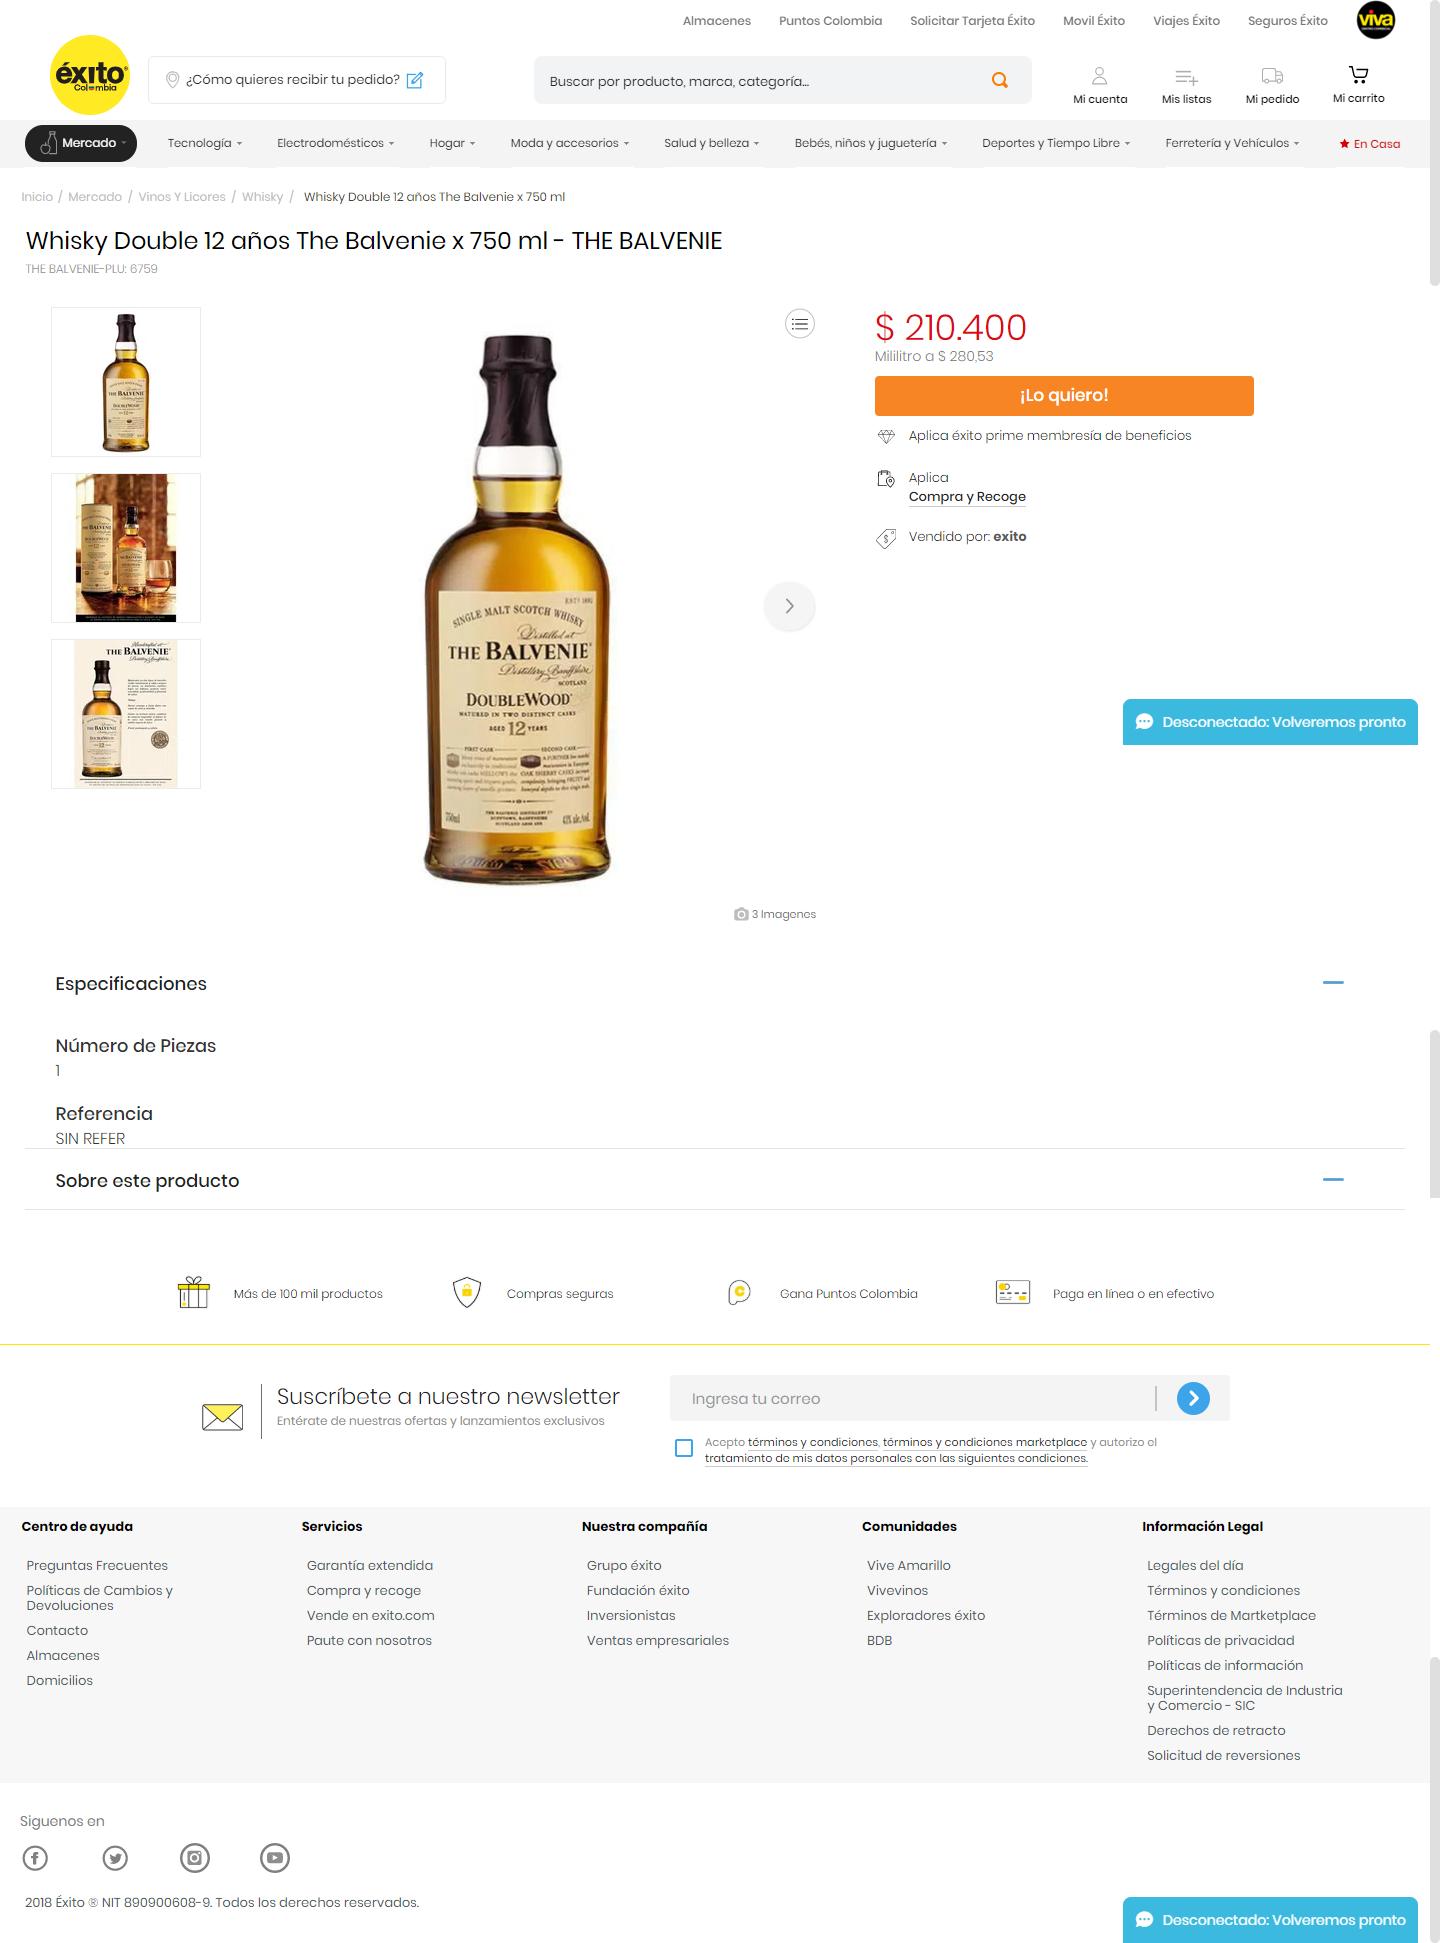 Almacenes
Puntos Colombia
Solicitar Tarjeta Éxito
Movil Éxito
Viajes Éxito
Seguros Éxito
viva
éxito
Colombia
¿Cómo quieres recibir tu pedido?
Buscar por producto, marca, categoría...
Mi cuenta
Mis listas
Mi pedido
Mi carrito
Mercado
Tecnología
Electrodomésticos
Hogar
Moda y accesorios
Salud y belleza
Bebés, niños y juguetería
Deportes y Tiempo Libre
Ferretería y Vehículos
En Casa
Inicio / Mercado / Vinos Y Licores / Whisky / Whisky Double 12 años The Balvenie x 750 ml
Whisky Double 12 años The Balvenie x 750 ml - THE BALVENIE
THE BALVENIE-PLU: 6759
THE BALVENIE
ESTD 1892
SINGLE MALT SCOTCH WHISKY
Distilled at
THE BALVENIE
Distillery Banffshire
SCOTLAND
DOUBLEWOOD
MATURED IN TWO DISTINCT CASKS
AGED 12 YEARS
FIRST CASK
SECOND CASK
750ml
$ 210.400
Mililitro a $ 280,53
¡Lo quiero!
Aplica éxito prime membresía de beneficios
Aplica
Compra y Recoge
Vendido por: exito
Desconectado: Volveremos pronto
3 Imagenes
Especificaciones
Número de Piezas
1
Referencia
SIN REFER
Sobre este producto
Más de 100 mil productos
Compras seguras
Gana Puntos Colombia
Paga en línea o en efectivo
Suscríbete a nuestro newsletter
Entérate de nuestras ofertas y lanzamientos exclusivos
Ingresa tu correo
Acepto términos y condiciones, términos y condiciones marketplace y autorizo el
tratamiento de mis datos personales con las siguientes condiciones.
Centro de ayuda
Preguntas Frecuentes
Políticas de Cambios y
Devoluciones
Contacto
Almacenes
Domicilios
Servicios
Garantía extendida
Compra y recoge
Vende en exito.com
Paute con nosotros
Nuestra compañía
Grupo éxito
Fundación éxito
Inversionistas
Ventas empresariales
Comunidades
Vive Amarillo
Vivevinos
Exploradores éxito
BDB
Información Legal
Legales del día
Términos y condiciones
Términos de Martketplace
Políticas de privacidad
Políticas de información
Superintendencia de Industria
y Comercio - SIC
Derechos de retracto
Solicitud de reversiones
Siguenos en
2018 Éxito ® NIT 890900608-9. Todos los derechos reservados.
Desconectado: Volveremos pronto